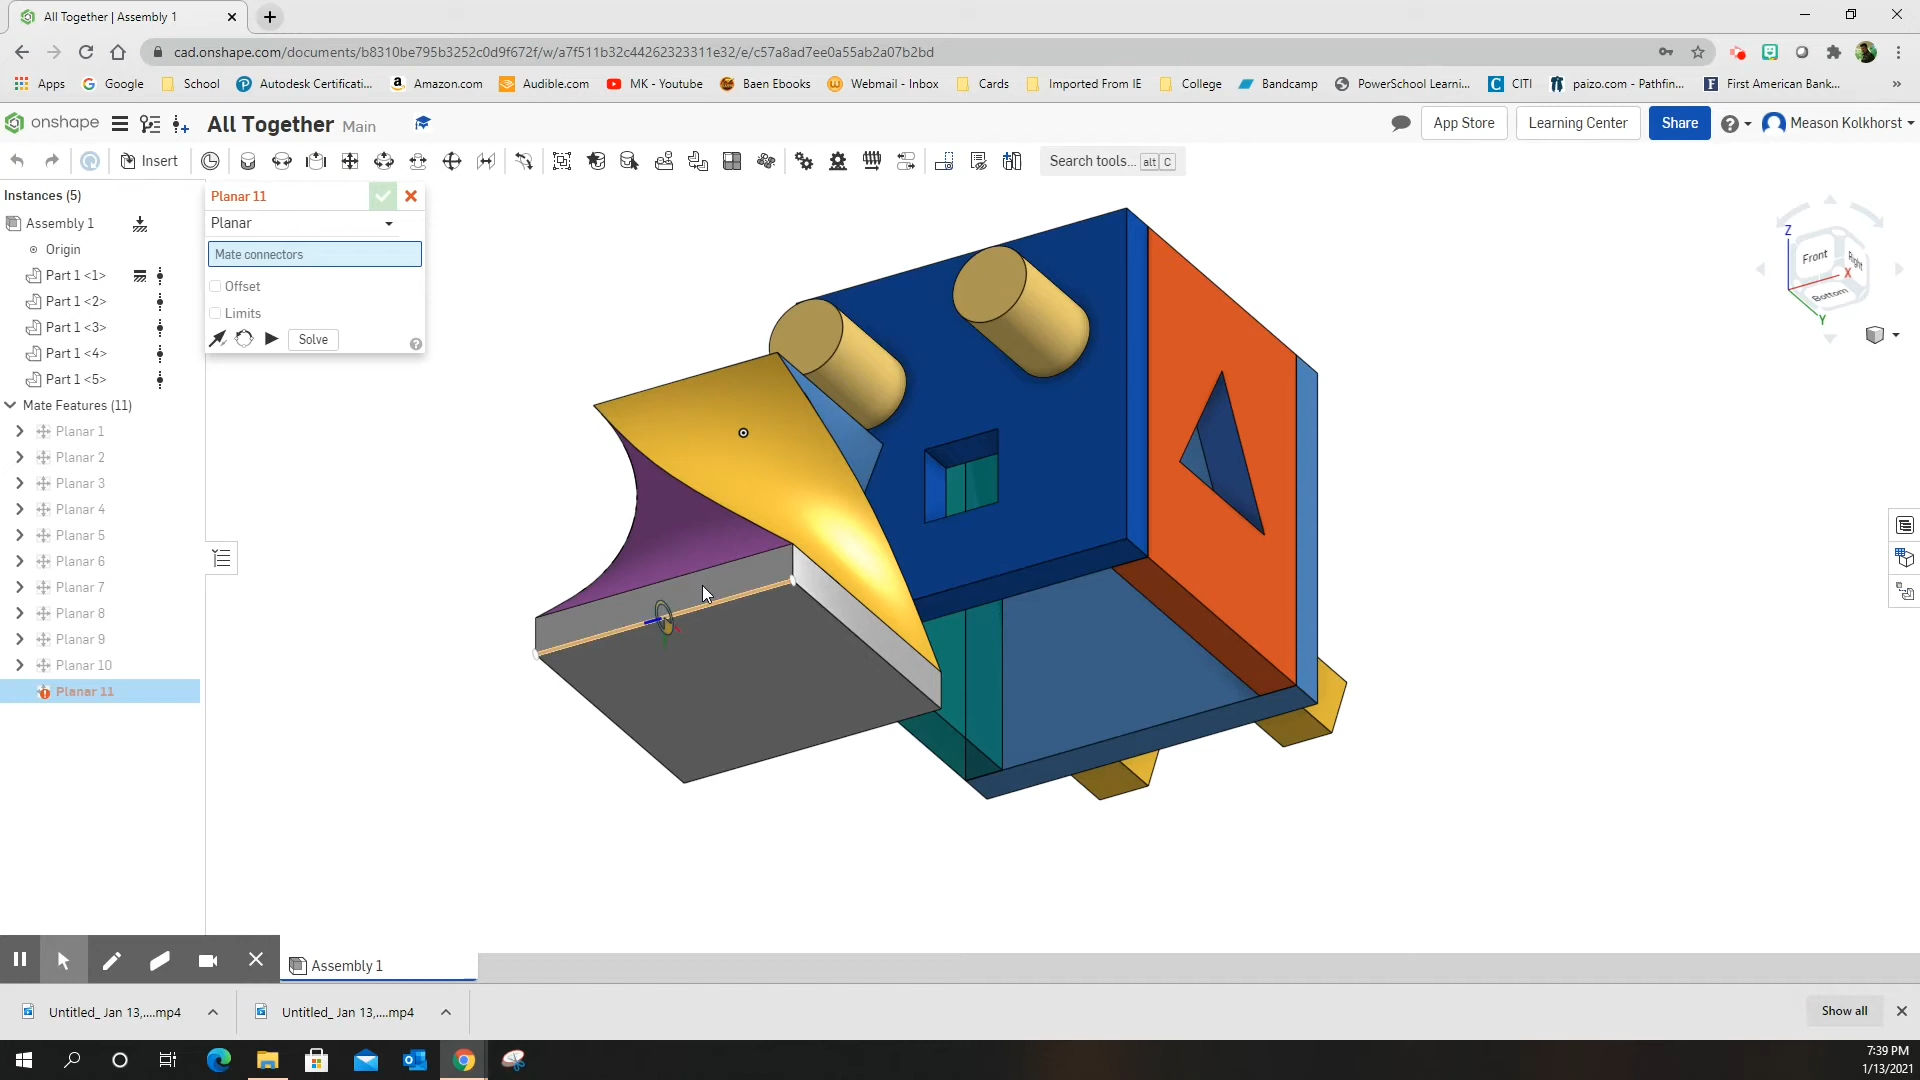 All Together | Assembly 1
cad.onshape.com/documents/b8310be795b3252c0d9f672f/w/a7f511b32c44262323311e32/e/c57a8ad7ee0a55ab2a07b2bd
Apps Google School Autodesk Certificati... Amazon.com Audible.com MK - Youtube Baen Ebooks Webmail - Inbox Cards Imported From IE College Bandcamp PowerSchool Learni... CITI paizo.com - Pathfin... First American Bank... »
onshape All Together Main App Store Learning Center Share Meason Kolkhorst
Insert Search tools... alt C
Instances (5)
Assembly 1
Origin
Part 1 <1>
Part 1 <2>
Part 1 <3>
Part 1 <4>
Part 1 <5>
Mate Features (11)
Planar 1
Planar 2
Planar 3
Planar 4
Planar 5
Planar 6
Planar 7
Planar 8
Planar 9
Planar 10
Planar 11
Planar 11
Planar
Mate connectors
Offset
Limits
Solve
Z
Front
Right
X
Bottom
Y
Assembly 1
Untitled_ Jan 13,....mp4 Untitled_ Jan 13,....mp4 Show all
7:39 PM
1/13/2021